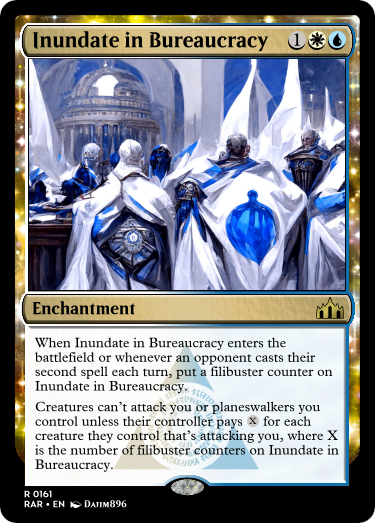 Inundate in Bureaucracy 1
Enchantment
When Inundate in Bureaucracy enters the
battlefield or whenever an opponent casts their
second spell each turn, put a filibuster counter on
Inundate in Bureaucracy.
Creatures can't attack you or planeswalkers you
control unless their controller pays X for each
creature they control that's attacking you, where X
is the number of filibuster counters on Inundate in
Bureaucracy.
R 0161
RAR • EN Datim896